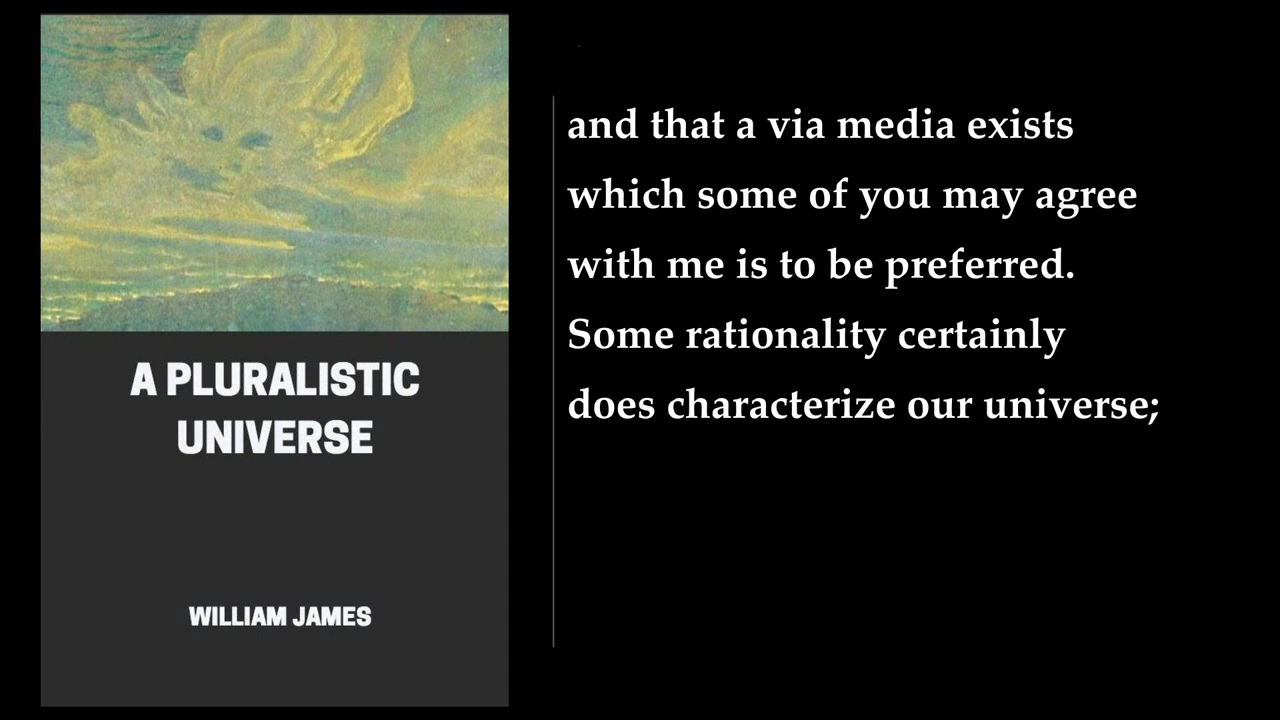 A PLURALISTIC
UNIVERSE
WILLIAM JAMES
and that a via media exists
which some of you may agree
with me is to be preferred.
Some rationality certainly
does characterize our universe;